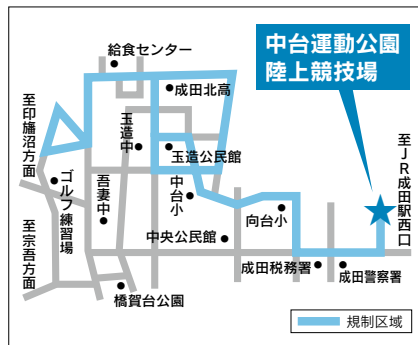 中台運動公園
陸上競技場
給食センター
成田北高
至印旛沼方面
玉造中
玉造公民館
至JR成田駅西口
ゴルフ練習場
吾妻中
中台小
向台小
至宗吾方面
中央公民館
成田税務署
成田警察署
橋賀台公園
規制区域